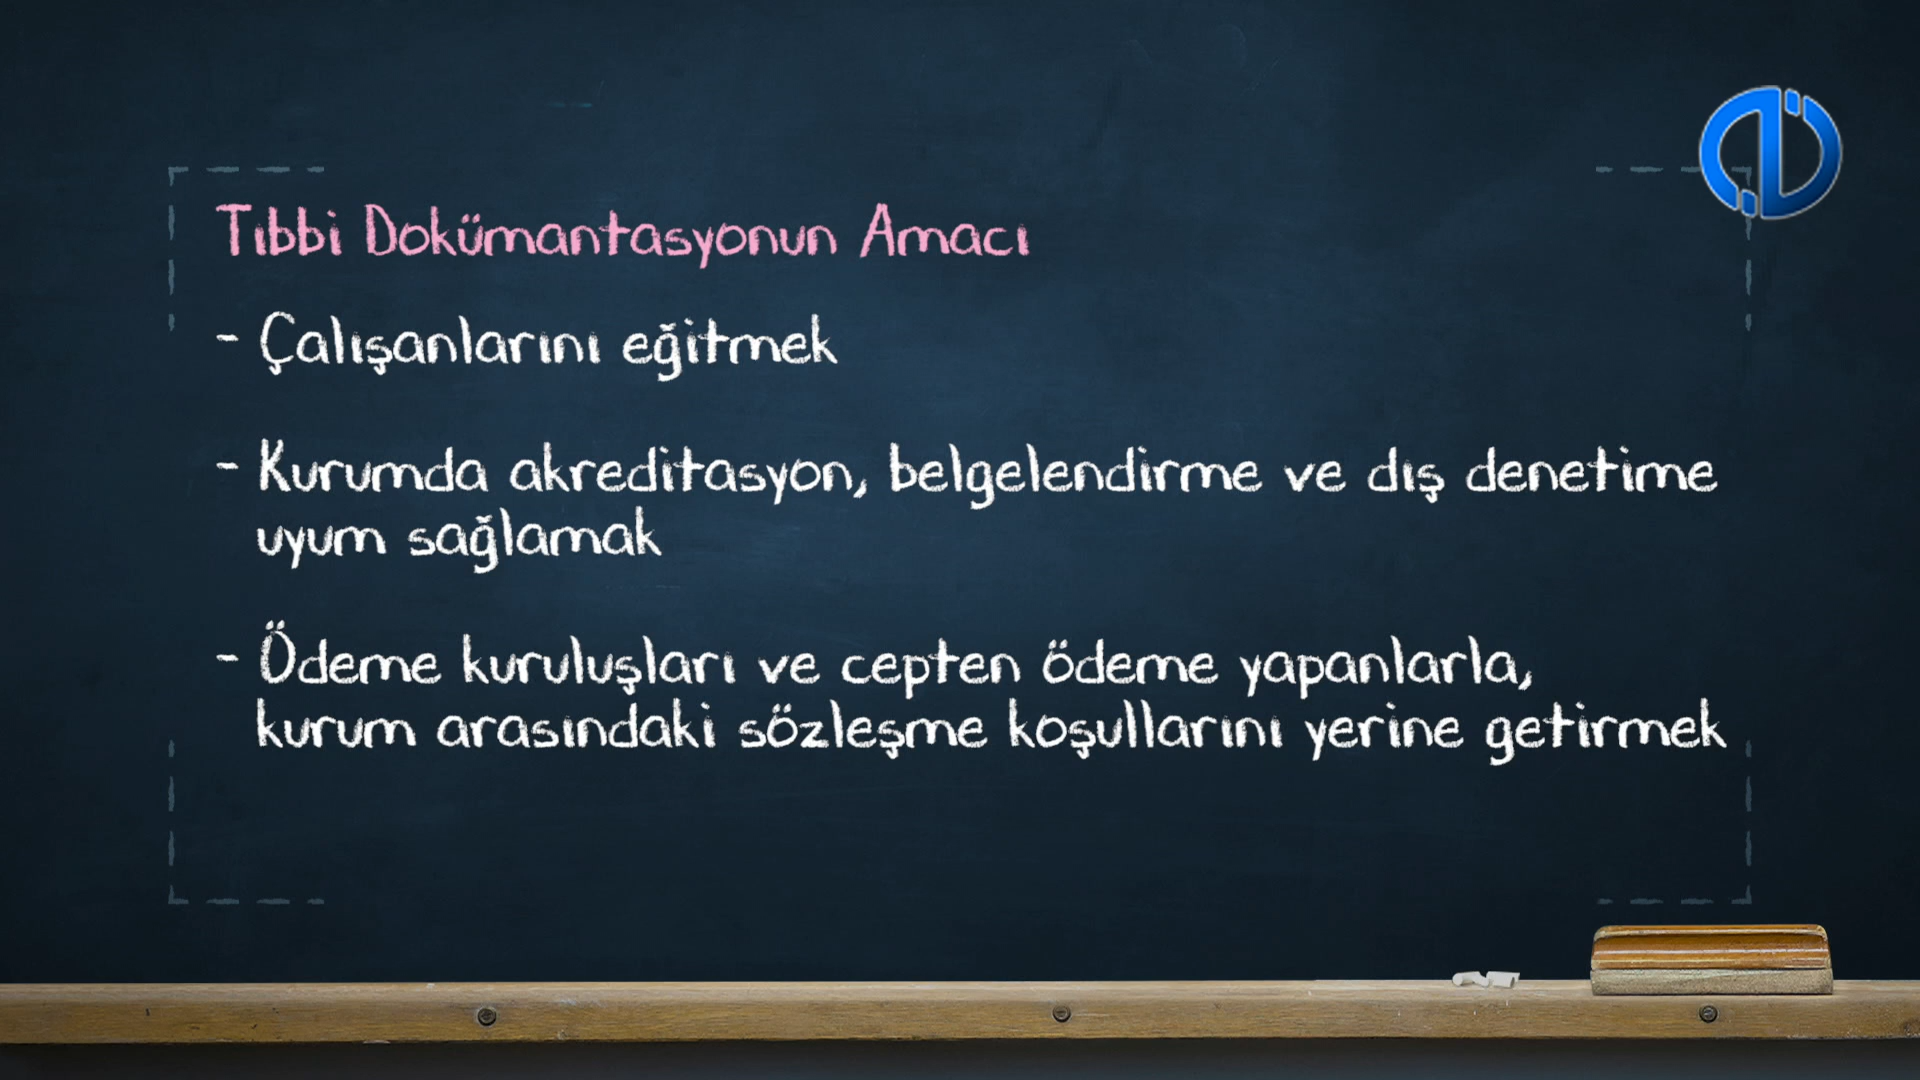 Tıbbi Dokümantasyonun Amacı
- Çalışanlarını eğitmek
- Kurumda akreditasyon, belgelendirme ve dış denetime
uyum sağlamak
- Ödeme kuruluşları ve cepten ödeme yapanlarla,
kurum arasındaki sözleşme koşullarını yerine getirmek